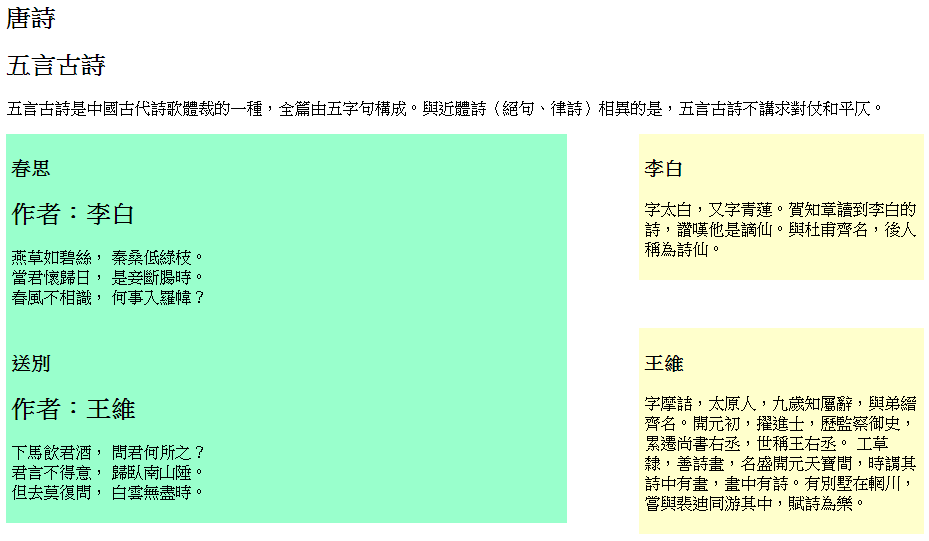 唐詩
五言古詩
五言古詩是中國古代詩歌體裁的一種，全篇由五字句構成。與近體詩（絕句、律詩）相異的是，五言古詩不講求對仗和平仄。
春思
作者：李白
燕草如碧絲， 秦桑低綠枝。
當君懷歸日， 是妾斷腸時。
春風不相識， 何事入羅幃？
送別
作者：王維
下馬飲君酒， 問君何所之？
君言不得意， 歸臥南山陲。
但去莫復問， 白雲無盡時。
李白
字太白，又字青蓮。賀知章讀到李白的
詩，讚嘆他是謫仙。與杜甫齊名，後人
稱為詩仙。
王維
字摩詰，太原人，九歲知屬辭，與弟縉
齊名。開元初，擢進士，歷監察御史，
累遷尚書右丞，世稱王右丞。 工草
隸，善詩畫，名盛開元天寶間，時謂其
詩中有畫，畫中有詩。有別墅在輞川，
嘗與裴迪同游其中，賦詩為樂。